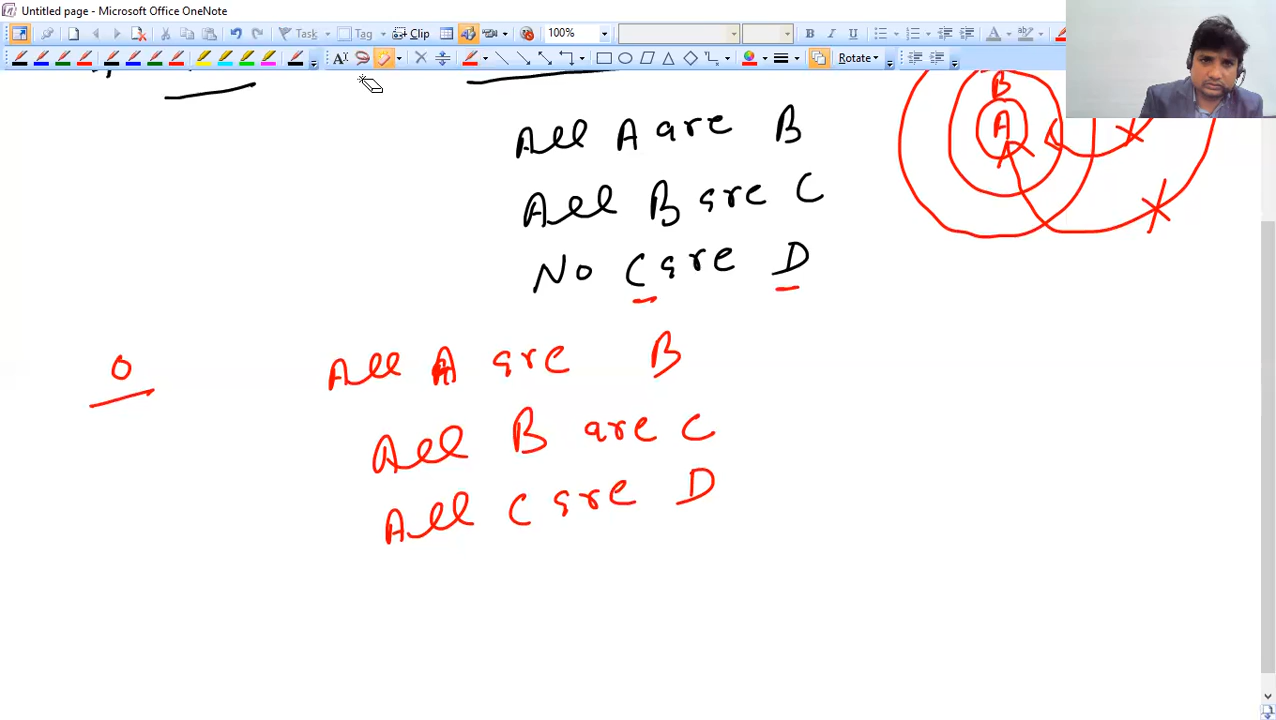 Untitled page - Microsoft Office OneNote
Task Tag Clip 100% A
A Rotate
B
A
All A are B
All B are C
No C are D
Q All A are B
All B are C
All C are D